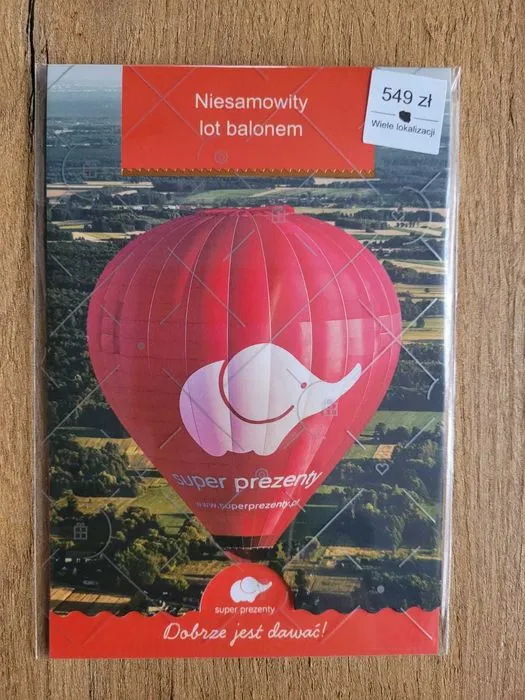 Niesamowity
lot balonem
549 zł
Wiele lokalizacji
super prezenty
www.superprezenty.pl
super prezenty
Dobrze jest dawać!